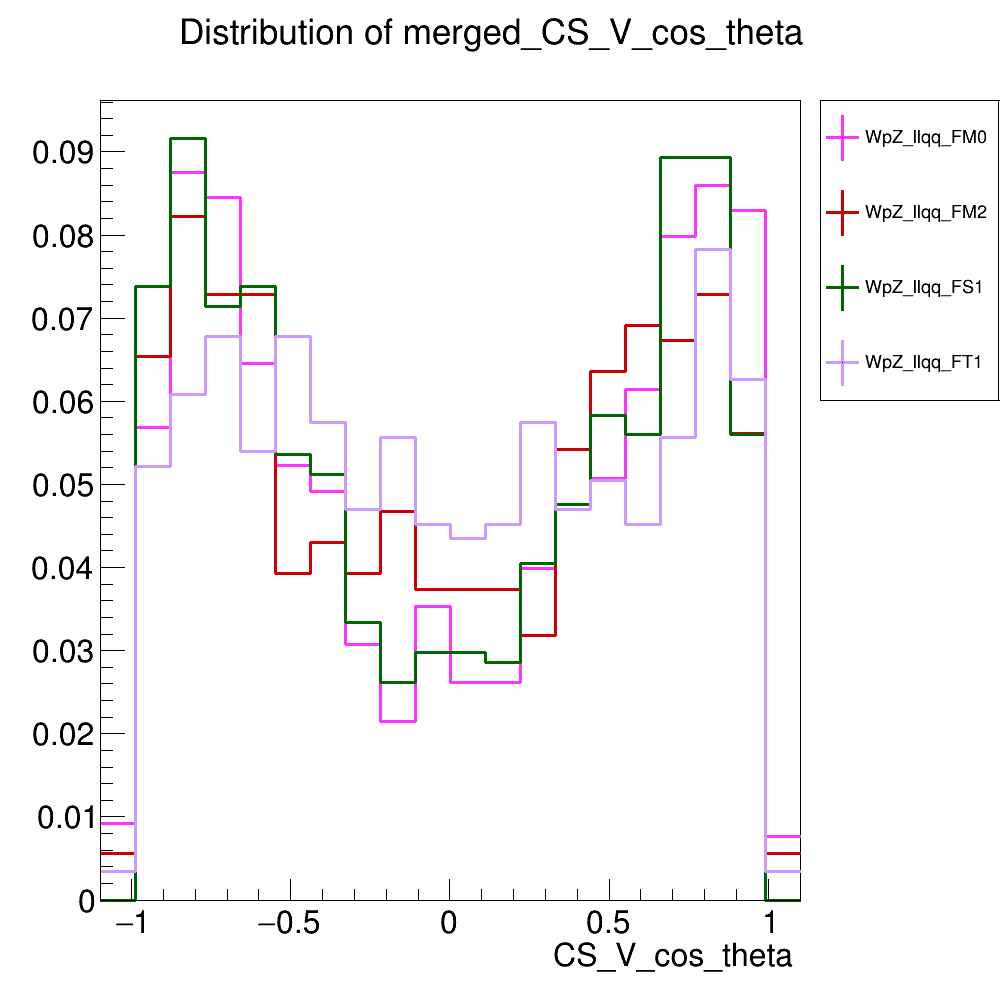 Distribution of merged_CS_V_cos_theta
WpZ_llqq_FM0
WpZ_llqq_FM2
WpZ_llqq_FS1
WpZ_llqq_FT1
0.09
0.08
0.07
0.06
0.05
0.04
0.03
0.02
0.01
0
−1
−0.5
0
0.5
1
CS_V_cos_theta